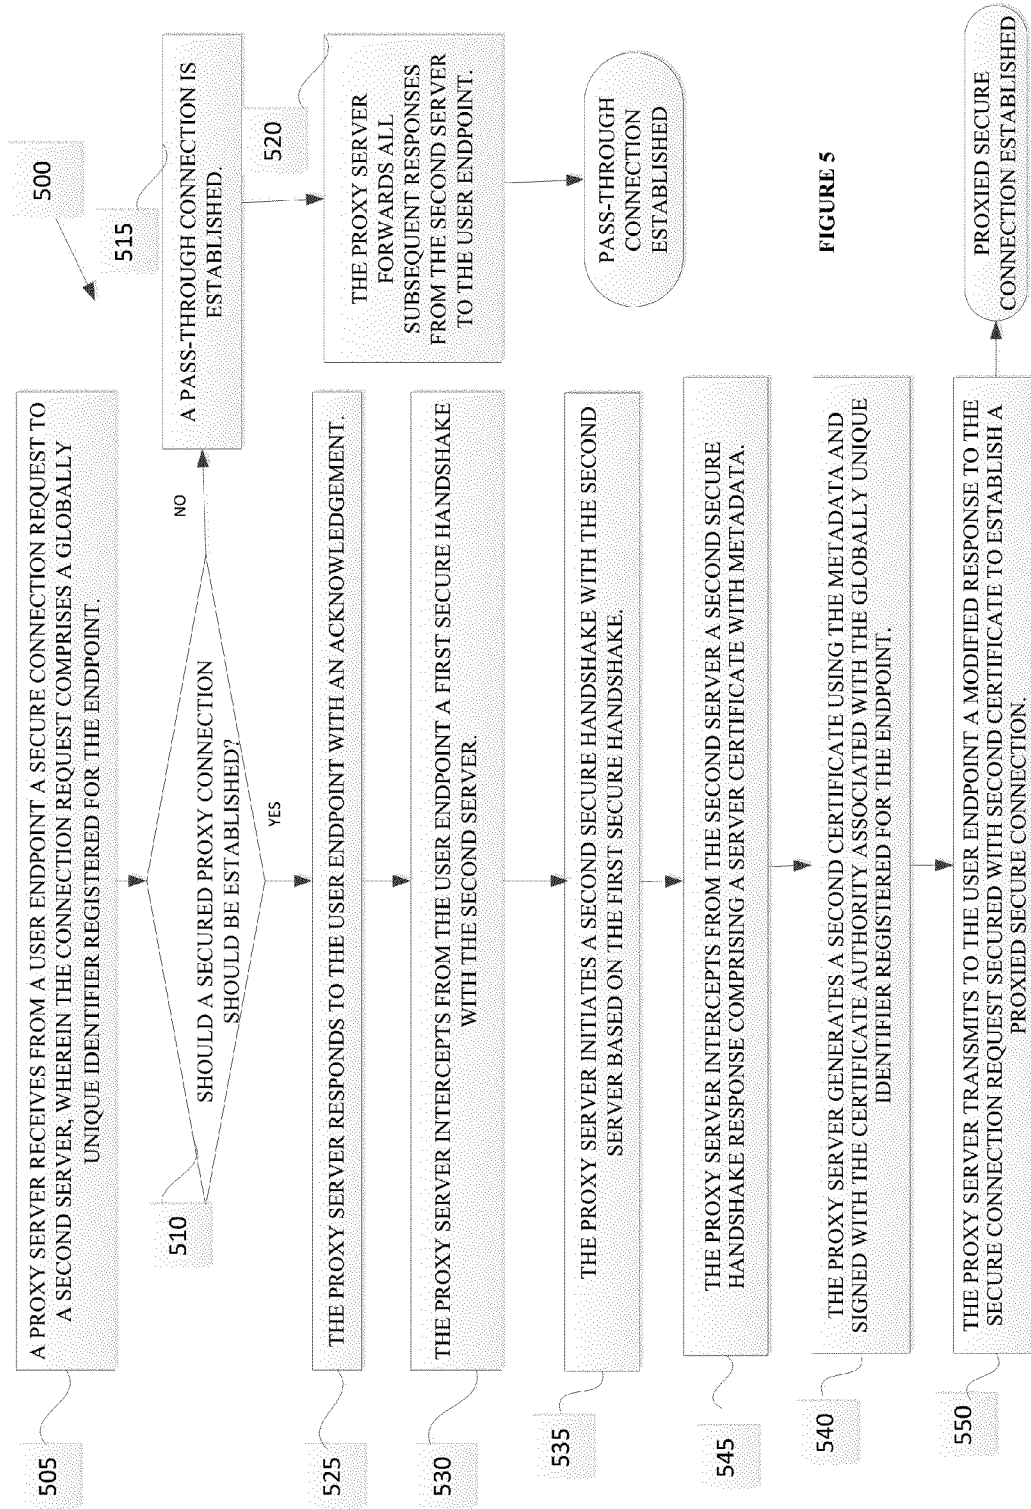 500
505
A PROXY SERVER RECEIVES FROM A USER ENDPOINT A SECURE CONNECTION REQUEST TO
A SECOND SERVER, WHEREIN THE CONNECTION REQUEST COMPRISES A GLOBALLY
UNIQUE IDENTIFIER REGISTERED FOR THE ENDPOINT.
510
SHOULD A SECURED PROXY CONNECTION
SHOULD BE ESTABLISHED?
NO
YES
515
A PASS-THROUGH CONNECTION IS
ESTABLISHED.
520
THE PROXY SERVER
FORWARDS ALL
SUBSEQUENT RESPONSES
FROM THE SECOND SERVER
TO THE USER ENDPOINT.
PASS-THROUGH
CONNECTION
ESTABLISHED
525
THE PROXY SERVER RESPONDS TO THE USER ENDPOINT WITH AN ACKNOWLEDGEMENT.
530
THE PROXY SERVER INTERCEPTS FROM THE USER ENDPOINT A FIRST SECURE HANDSHAKE
WITH THE SECOND SERVER.
535
THE PROXY SERVER INITIATES A SECOND SECURE HANDSHAKE WITH THE SECOND
SERVER BASED ON THE FIRST SECURE HANDSHAKE.
545
THE PROXY SERVER INTERCEPTS FROM THE SECOND SERVER A SECOND SECURE
HANDSHAKE RESPONSE COMPRISING A SERVER CERTIFICATE WITH METADATA.
540
THE PROXY SERVER GENERATES A SECOND CERTIFICATE USING THE METADATA AND
SIGNED WITH THE CERTIFICATE AUTHORITY ASSOCIATED WITH THE GLOBALLY UNIQUE
IDENTIFIER REGISTERED FOR THE ENDPOINT.
550
THE PROXY SERVER TRANSMITS TO THE USER ENDPOINT A MODIFIED RESPONSE TO THE
SECURE CONNECTION REQUEST SECURED WITH SECOND CERTIFICATE TO ESTABLISH A
PROXIED SECURE CONNECTION.
PROXIED SECURE
CONNECTION ESTABLISHED
FIGURE 5